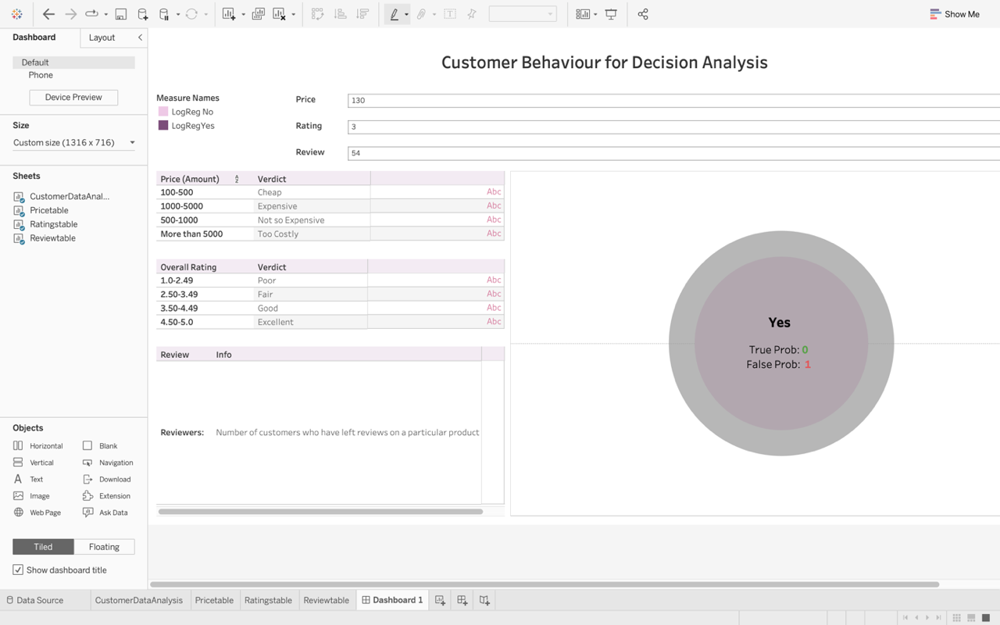 Show Me
Dashboard
Layout
Default
Phone
Device Preview
Size
Custom size (1316 x 716)
Sheets
CustomerDataAnal...
Pricetable
Ratingstable
Reviewtable
Objects
Horizontal
Blank
Vertical
Navigation
Text
Download
Image
Extension
Web Page
Ask Data
Tiled
Floating
Show dashboard title
Customer Behaviour for Decision Analysis
Measure Names
LogReg No
LogRegYes
Price
130
Rating
3
Review
54
Price (Amount) Verdict
100-500 Cheap Abc
1000-5000 Expensive Abc
500-1000 Not so Expensive Abc
More than 5000 Too Costly Abc
Overall Rating Verdict
1.0-2.49 Poor Abc
2.50-3.49 Fair Abc
3.50-4.49 Good Abc
4.50-5.0 Excellent Abc
Review Info
Reviewers: Number of customers who have left reviews on a particular product
Yes
True Prob: 0
False Prob: 1
Data Source
CustomerDataAnalysis
Pricetable
Ratingstable
Reviewtable
Dashboard 1